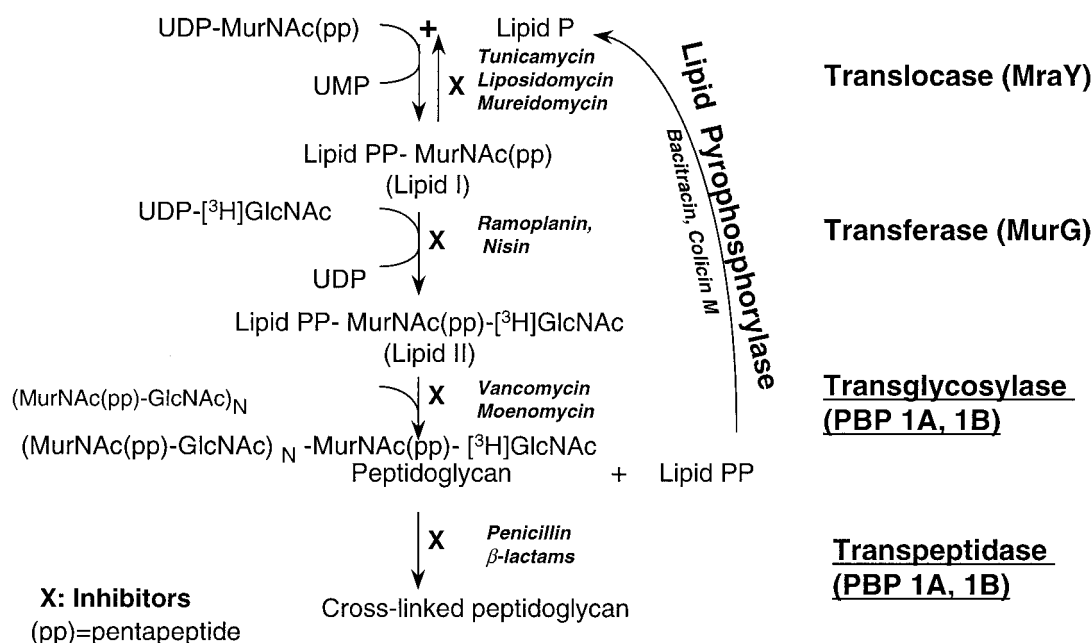 UDP-MurNAc(pp) + Lipid P
Tunicamycin
UMP X Liposidomycin
Mureidomycin
Translocase (MraY)
Lipid PP- MurNAc(pp)
(Lipid I)
UDP-[³H]GlcNAc
X Ramoplanin,
Nisin
UDP
Transferase (MurG)
Lipid Pyrophosphorylase
Bacitracin, Colicin M
Lipid PP- MurNAc(pp)-[³H]GlcNAc
(Lipid II)
(MurNAc(pp)-GlcNAc)N
X Vancomycin
Moenomycin
Transglycosylase
(PBP 1A, 1B)
(MurNAc(pp)-GlcNAc) N -MurNAc(pp)- [³H]GlcNAc
Peptidoglycan + Lipid PP
X Penicillin
β-lactams
Transpeptidase
(PBP 1A, 1B)
Cross-linked peptidoglycan
X: Inhibitors
(pp)=pentapeptide